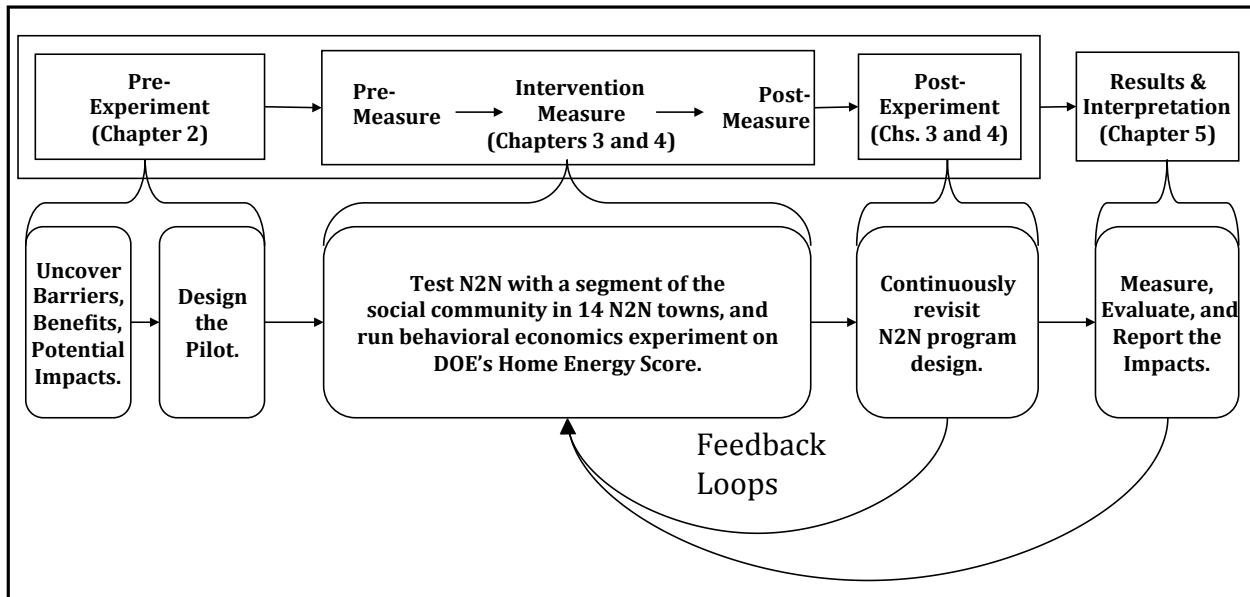 Pre-
Experiment
(Chapter 2)
Pre-
Measure
Intervention
Measure
(Chapters 3 and 4)
Post-
Measure
Post-
Experiment
(Chs. 3 and 4)
Results &
Interpretation
(Chapter 5)
Uncover
Barriers,
Benefits,
Potential
Impacts.
Design
the
Pilot.
Test N2N with a segment of the
social community in 14 N2N towns, and
run behavioral economics experiment on
DOE’s Home Energy Score.
Continuously
revisit
N2N program
design.
Measure,
Evaluate, and
Report the
Impacts.
Feedback
Loops